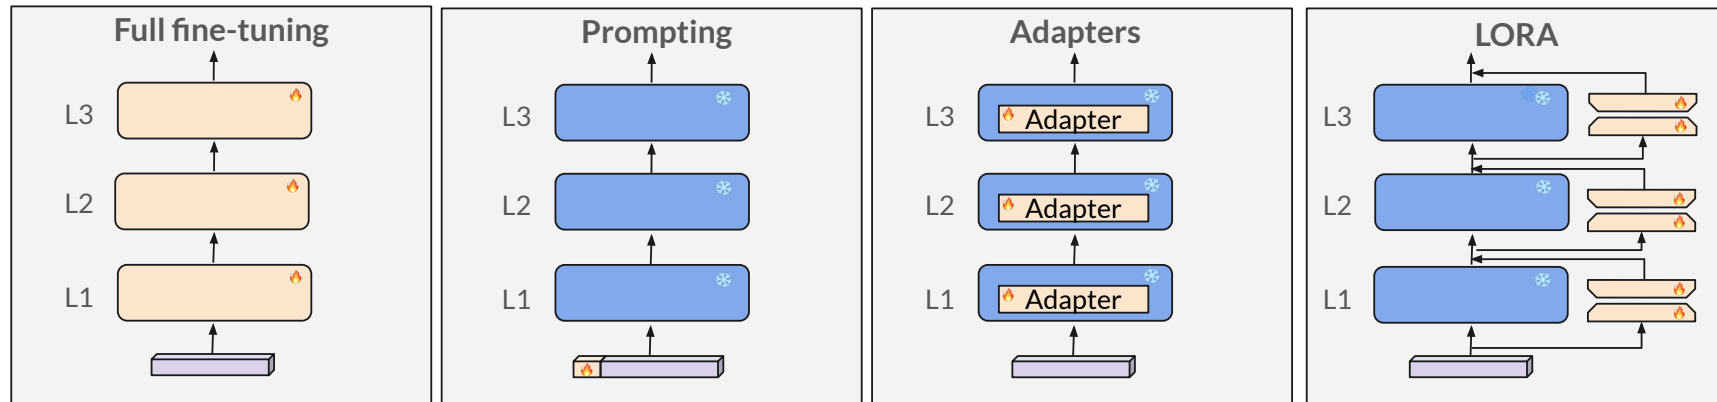 Full fine-tuning
L3
L2
L1
Prompting
L3
L2
L1
Adapters
L3
Adapter
L2
Adapter
L1
Adapter
LORA
L3
L2
L1